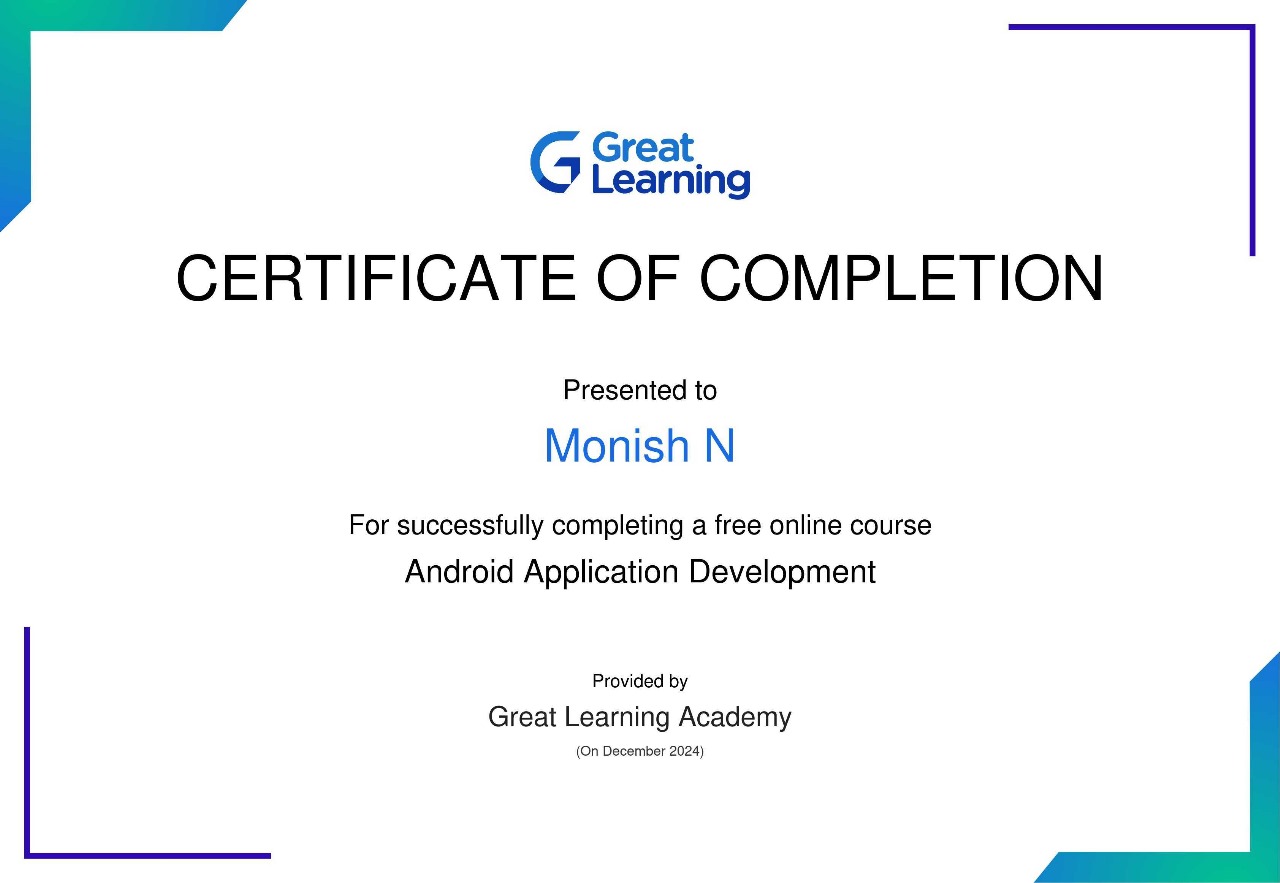 Great
Learning
CERTIFICATE OF COMPLETION
Presented to
Monish N
For successfully completing a free online course
Android Application Development
Provided by
Great Learning Academy
(On December 2024)